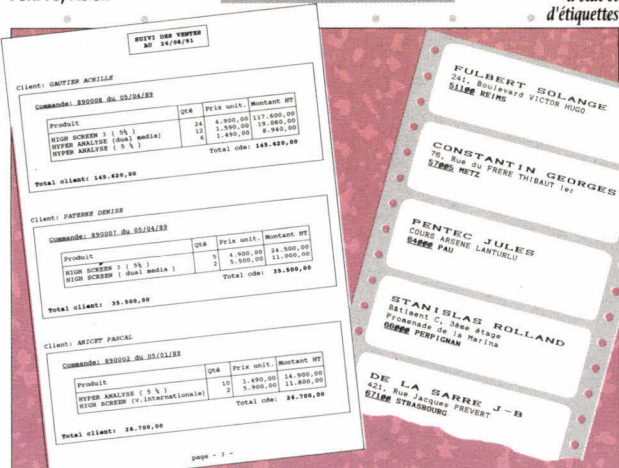 d'étiquettes
SUIVI DES VENTES
AU 26/08/91
Client: GAUTIER ACHILLE
Commande: 890008 du 05/04/89
Produit Qté Prix unit. Montant HT
HIGH SCREEN 3 ( 5¼ ) 24 4.900,00 117.600,00
HYPER ANALYSE (dual media) 12 1.590,00 19.080,00
HYPER ANALYSE ( 5 ¼ ) 6 1.490,00 8.940,00
Total cde: 145.620,00
Total client: 145.620,00
Client: PATERNE DENISE
Commande: 890007 du 05/04/89
Produit Qté Prix unit. Montant HT
HIGH SCREEN 3 ( 5¼ ) 5 4.900,00 24.500,00
HIGH SCREEN ( dual media ) 2 5.500,00 11.000,00
Total cde: 35.500,00
Total client: 35.500,00
Client: ANICET PASCAL
Commande: 890002 du 05/01/89
Produit Qté Prix unit. Montant HT
HYPER ANALYSE ( 5 ¼ ) 10 1.490,00 14.900,00
HIGH SCREEN (v.internationale) 2 5.900,00 11.800,00
Total cde: 26.700,00
Total client: 26.700,00
page - 3 -
FULBERT SOLANGE
241, Boulevard VICTOR HUGO
51100 REIMS
CONSTANTIN GEORGES
76, Rue du FRERE THIBAUT 1er
57005 METZ
PENTEC JULES
COURS ARSENE LANTURLU
64000 PAU
STANISLAS ROLLAND
Bâtiment C, 3ème étage
Promenade de la Marina
66000 PERPIGNAN
DE LA SARRE J-B
421, Rue Jacques PREVERT
67100 STRASBOURG